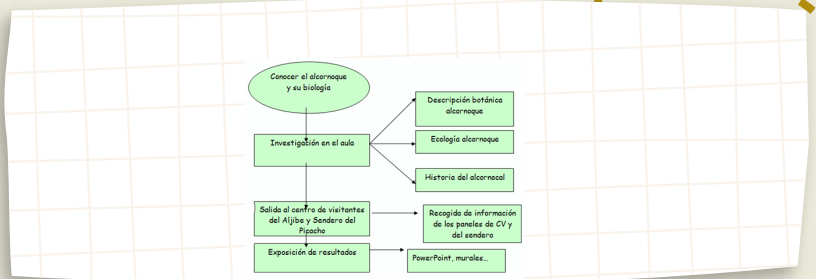 Conocer el alcornoque
y su biología
Descripción botánica
alcornoque
Investigación en el aula
Ecología alcornoque
Historia del alcornocal
Salida al centro de visitantes
del Aljibe y Sendero del
Picacho
Recogida de información
de los paneles de CV y
del sendero
Exposición de resultados
PowerPoint, murales...